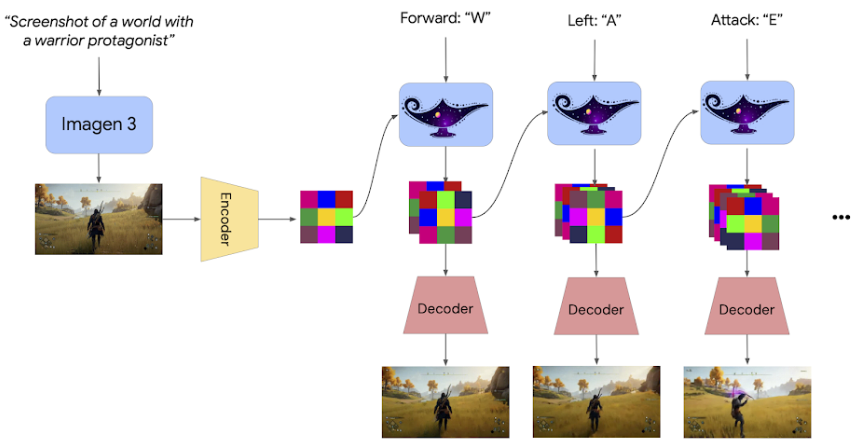 “Screenshot of a world with
a warrior protagonist”
Forward: “W”
Left: “A”
Attack: “E”
Imagen 3
Encoder
...
Decoder
Decoder
Decoder